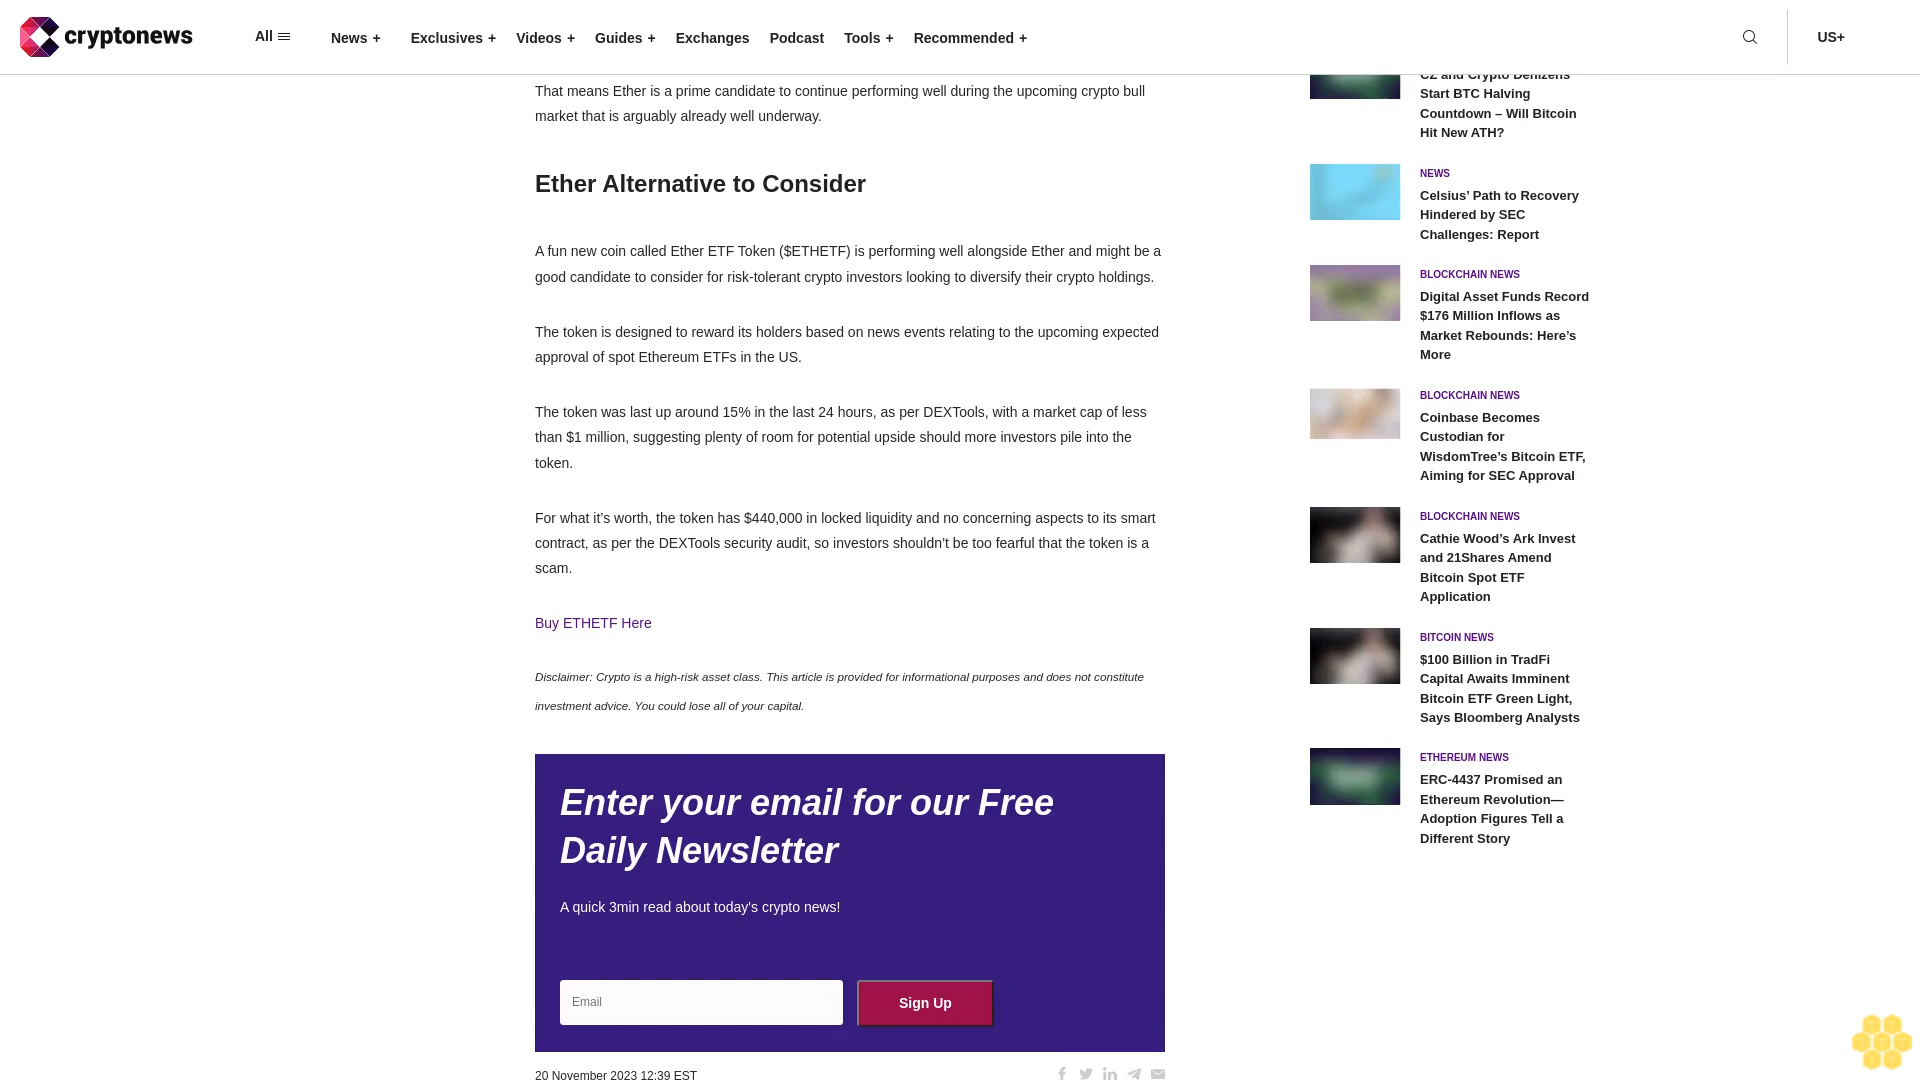 cryptonews
All
News +
Exclusives +
Videos +
Guides +
Exchanges
Podcast
Tools +
Recommended +
US+
That means Ether is a prime candidate to continue performing well during the upcoming crypto bull
market that is arguably already well underway.
Ether Alternative to Consider
A fun new coin called Ether ETF Token ($ETHETF) is performing well alongside Ether and might be a
good candidate to consider for risk-tolerant crypto investors looking to diversify their crypto holdings.
The token is designed to reward its holders based on news events relating to the upcoming expected
approval of spot Ethereum ETFs in the US.
The token was last up around 15% in the last 24 hours, as per DEXTools, with a market cap of less
than $1 million, suggesting plenty of room for potential upside should more investors pile into the
token.
For what it’s worth, the token has $440,000 in locked liquidity and no concerning aspects to its smart
contract, as per the DEXTools security audit, so investors shouldn’t be too fearful that the token is a
scam.
Buy ETHETF Here
Disclaimer: Crypto is a high-risk asset class. This article is provided for informational purposes and does not constitute
investment advice. You could lose all of your capital.
Enter your email for our Free
Daily Newsletter
A quick 3min read about today’s crypto news!
Email
Sign Up
20 November 2023 12:39 EST
CZ and Crypto Denizens
Start BTC Halving
Countdown – Will Bitcoin
Hit New ATH?
NEWS
Celsius’ Path to Recovery
Hindered by SEC
Challenges: Report
BLOCKCHAIN NEWS
Digital Asset Funds Record
$176 Million Inflows as
Market Rebounds: Here’s
More
BLOCKCHAIN NEWS
Coinbase Becomes
Custodian for
WisdomTree’s Bitcoin ETF,
Aiming for SEC Approval
BLOCKCHAIN NEWS
Cathie Wood’s Ark Invest
and 21Shares Amend
Bitcoin Spot ETF
Application
BITCOIN NEWS
$100 Billion in TradFi
Capital Awaits Imminent
Bitcoin ETF Green Light,
Says Bloomberg Analysts
ETHEREUM NEWS
ERC-4437 Promised an
Ethereum Revolution—
Adoption Figures Tell a
Different Story